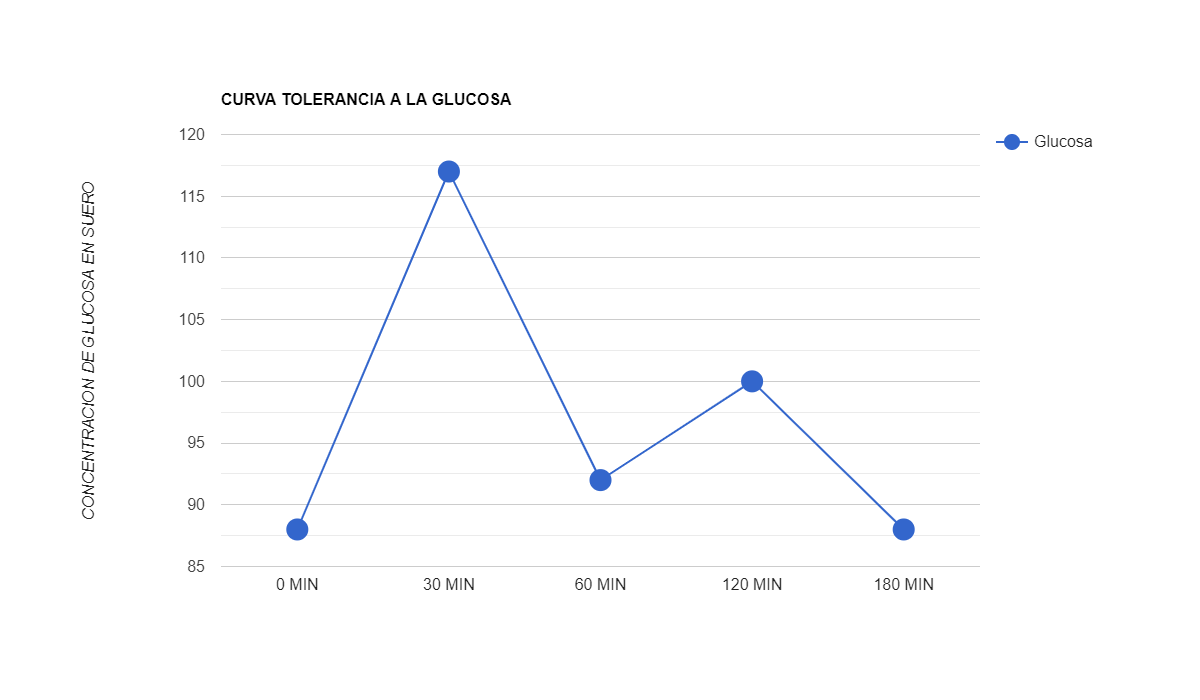 CURVA TOLERANCIA A LA GLUCOSA
120
115
110
105
100
95
90
85
CONCENTRACION DE GLUCOSA EN SUERO
0 MIN
30 MIN
60 MIN
120 MIN
180 MIN
Glucosa